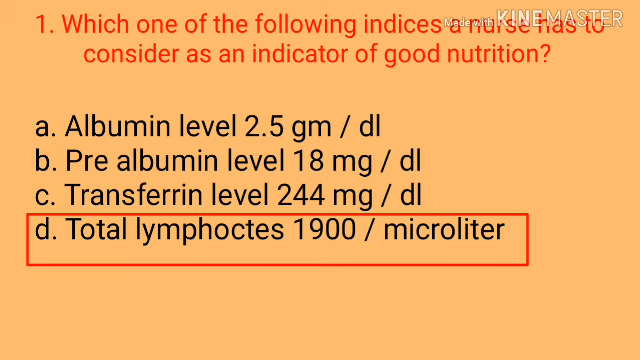 1. Which one of the following indices a nurse has to
Made with KINEMASTER
consider as an indicator of good nutrition?
a. Albumin level 2.5 gm / dl
b. Pre albumin level 18 mg / dl
c. Transferrin level 244 mg / dl
d. Total lymphoctes 1900 / microliter